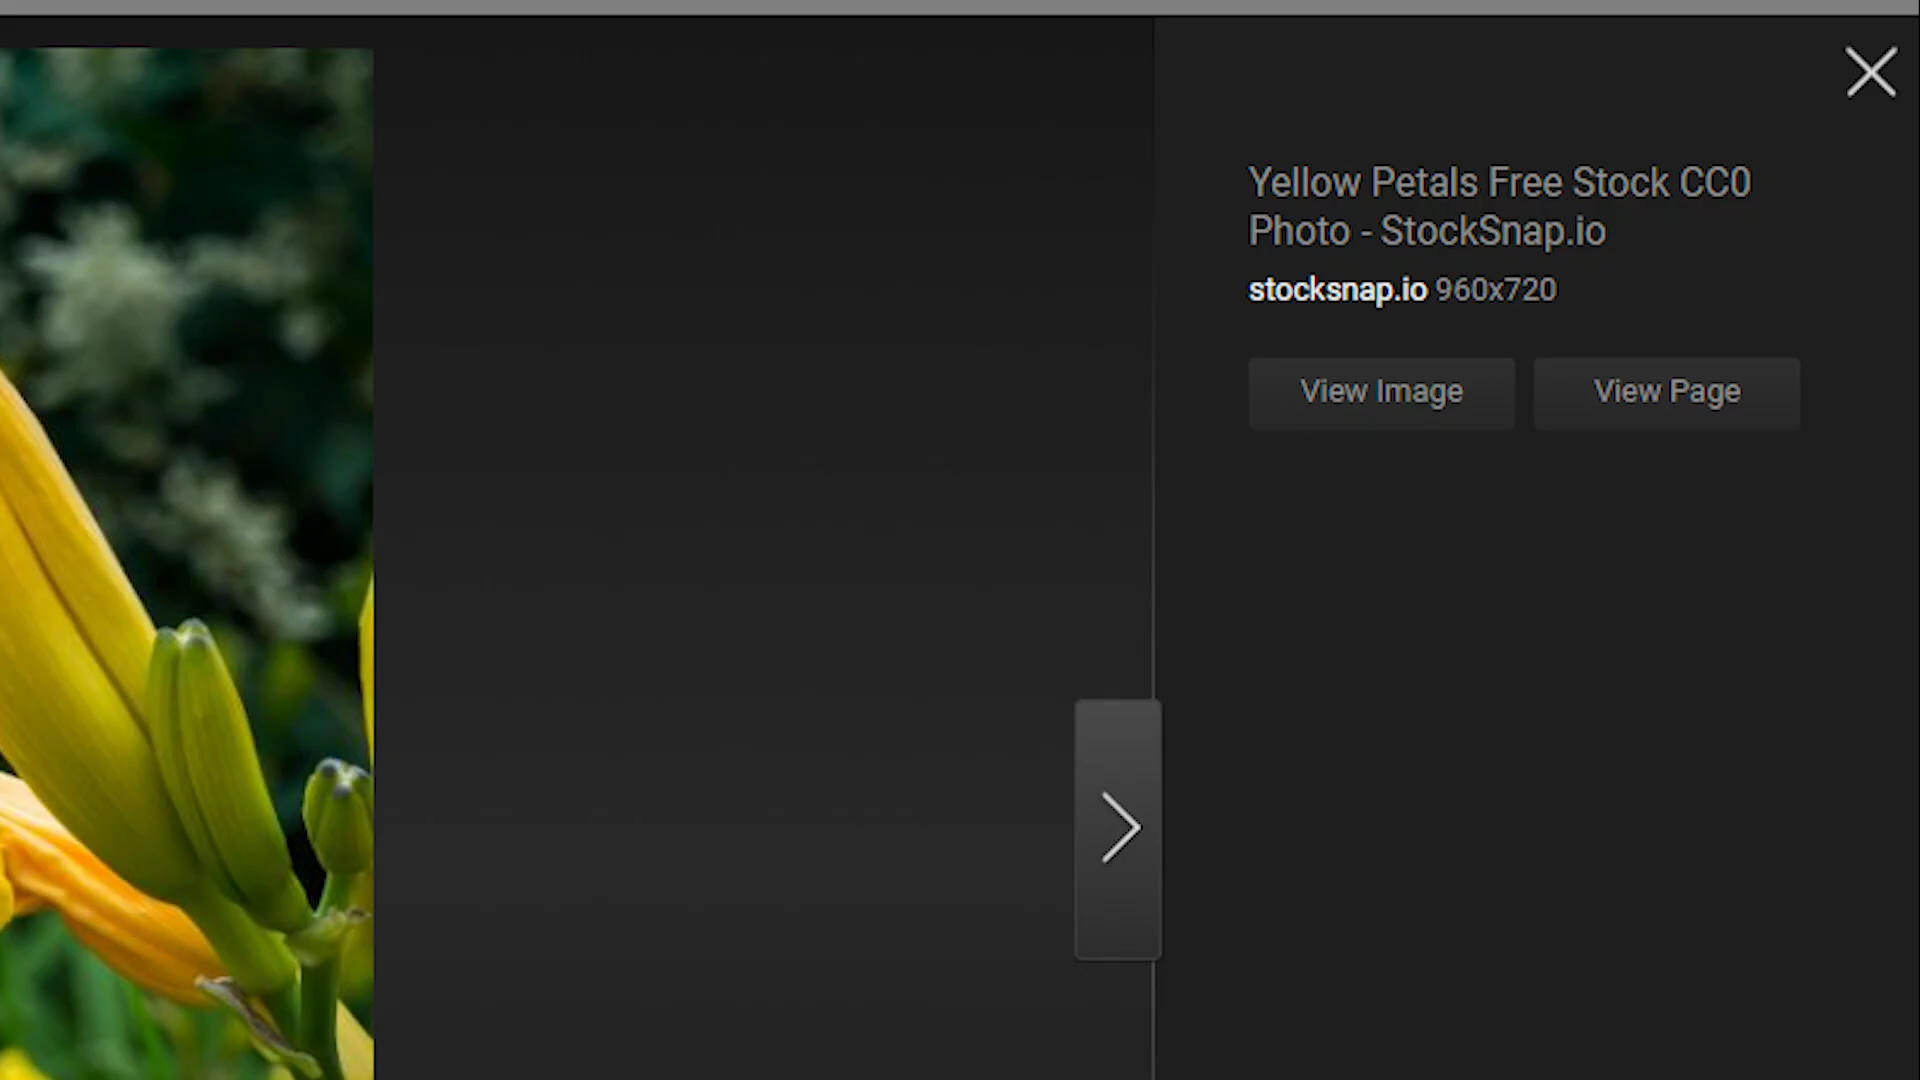 Yellow Petals Free Stock CC0
Photo - StockSnap.io
stocksnap.io 960x720
View Image
View Page